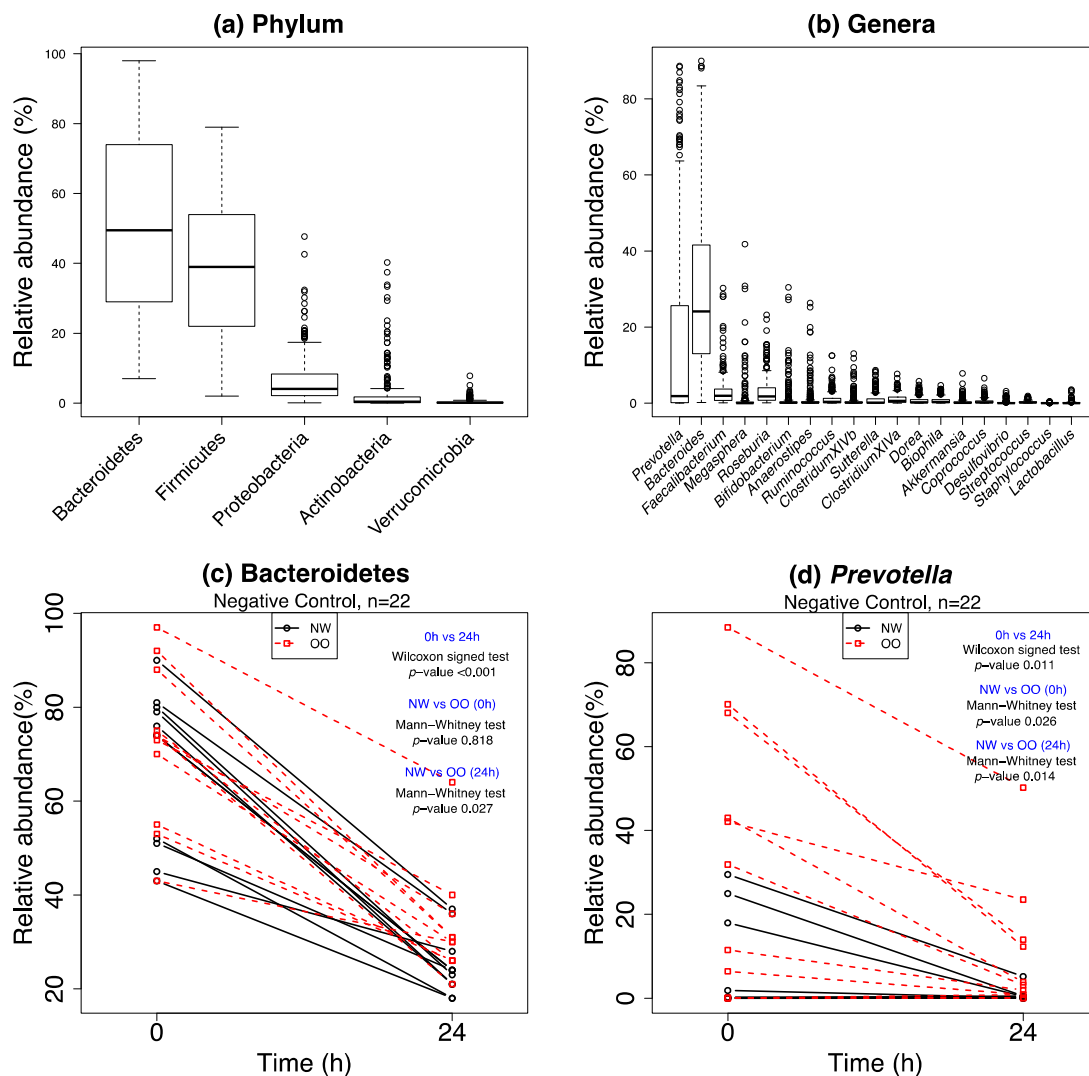 (a) Phylum
Relative abundance (%)
100
80
60
40
20
0
Bacteroidetes
Firmicutes
Proteobacteria
Actinobacteria
Verrucomicrobia
(b) Genera
Relative abundance (%)
80
60
40
20
0
Prevotella
Bacteroides
Faecalibacterium
Megasphera
Roseburia
Bifidobacterium
Anaerostipes
Ruminococcus
ClostridiumXIVb
Sutterella
ClostridiumXIVa
Dorea
Blophila
Akkermansia
Coprococcus
Desulfovibrio
Streptococcus
Staphylococcus
Lactobacillus
(c) Bacteroidetes
Negative Control, n=22
NW
OO
0h vs 24h
Wilcoxon signed test
p−value <0.001
NW vs OO (0h)
Mann−Whitney test
p−value 0.818
NW vs OO (24h)
Mann−Whitney test
p−value 0.027
Relative abundance(%)
100
80
60
40
20
0
24
Time (h)
(d) Prevotella
Negative Control, n=22
NW
OO
0h vs 24h
Wilcoxon signed test
p−value 0.011
NW vs OO (0h)
Mann−Whitney test
p−value 0.026
NW vs OO (24h)
Mann−Whitney test
p−value 0.014
Relative abundance(%)
80
60
40
20
0
0
24
Time (h)